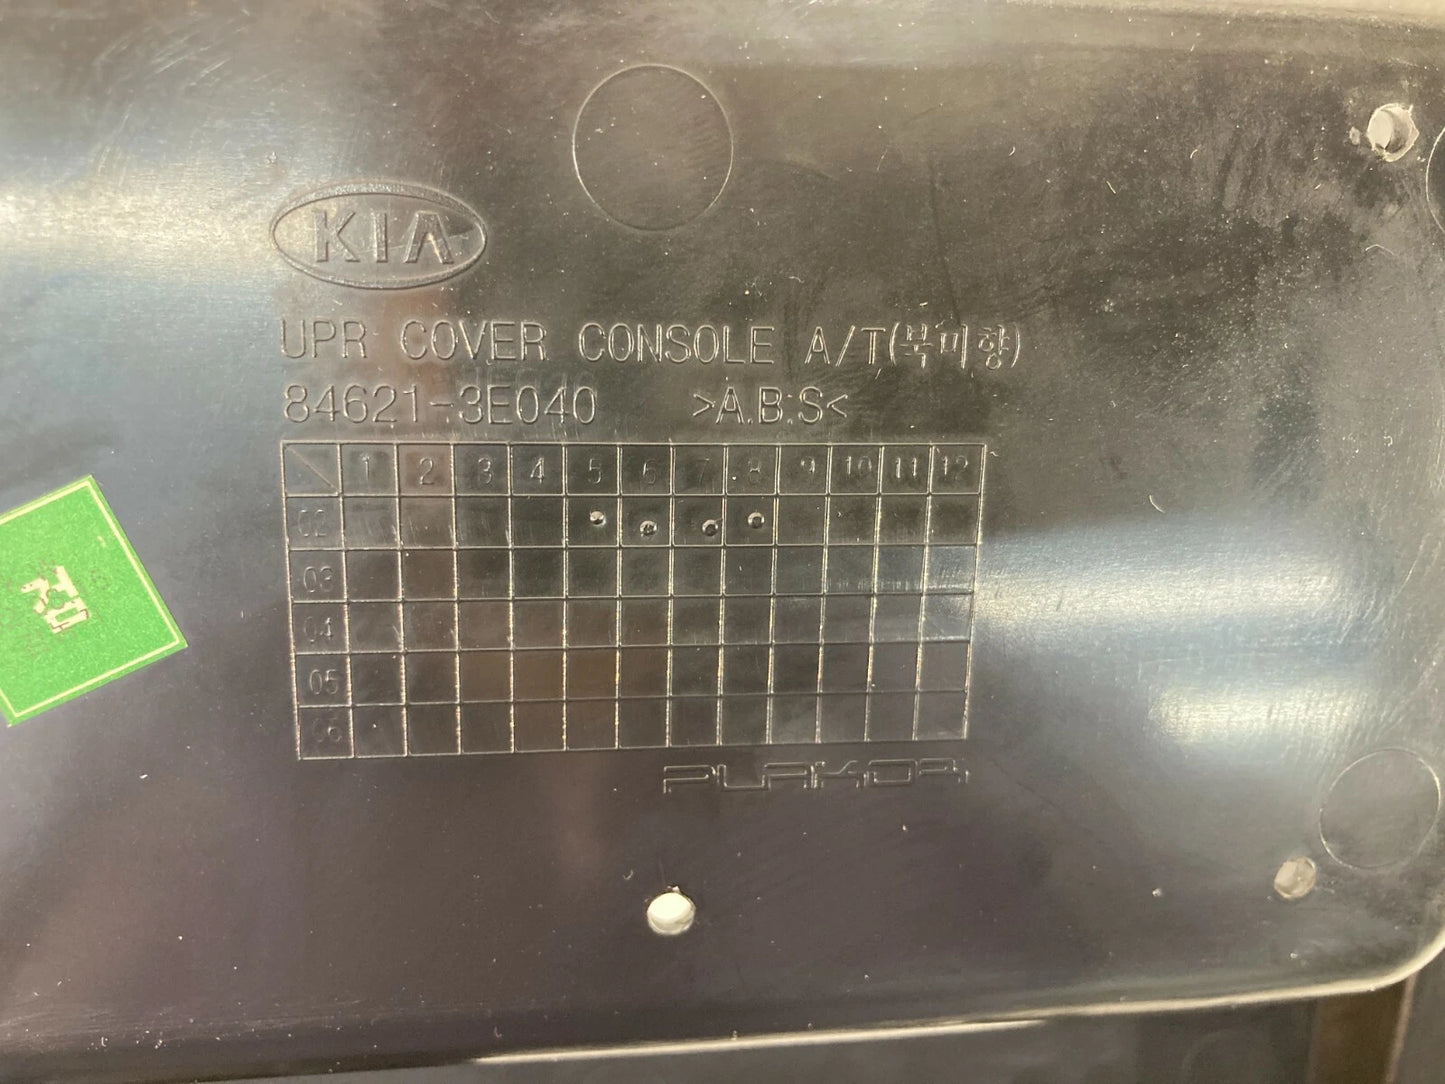 KIA
UPR COVER CONSOLE A/T(북미향)
84621-3E040 >A.B.S<
1 2 3 4 5 6 7 8 9 10 11 12
02
03
04
05
06
PLAKOR